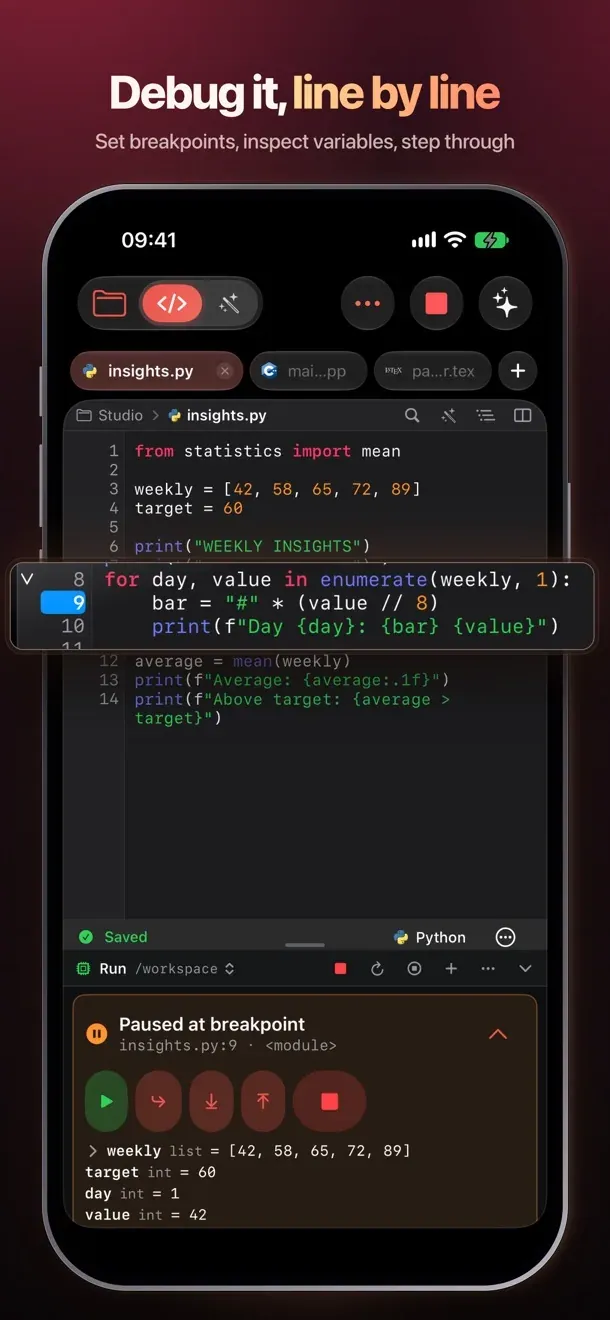 Debug it, line by line
Set breakpoints, inspect variables, step through
09:41
insights.py
mai...pp
pa...r.tex
Studio > insights.py
1 from statistics import mean
2
3 weekly = [42, 58, 65, 72, 89]
4 target = 60
5
6 print("WEEKLY INSIGHTS")
8 for day, value in enumerate(weekly, 1):
9 bar = "#" * (value // 8)
10 print(f"Day {day}: {bar} {value}")
11
12 average = mean(weekly)
13 print(f"Average: {average:.1f}")
14 print(f"Above target: {average >
target}")
Saved
Python
Run /workspace
Paused at breakpoint
insights.py:9 · <module>
weekly list = [42, 58, 65, 72, 89]
target int = 60
day int = 1
value int = 42